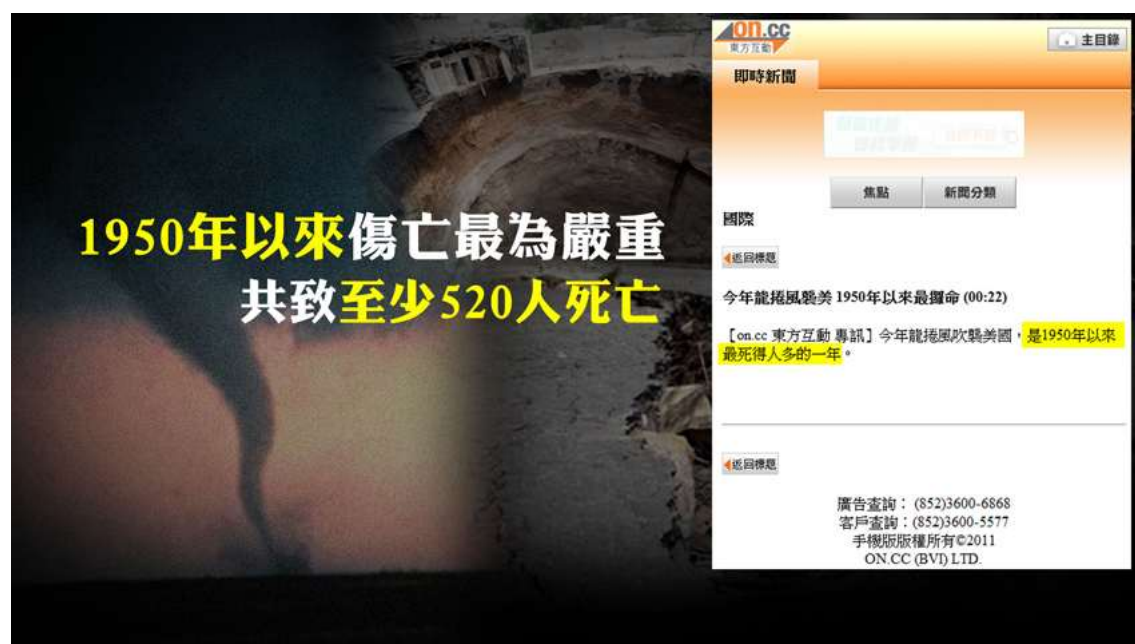 1950年以來傷亡最為嚴重
共致至少520人死亡
on.cc
東方互動
主目錄
即時新聞
焦點
新聞分類
國際
返回標題
今年龍捲風襲美 1950年以來最攞命 (00:22)
【on.cc 東方互動 專訊】今年龍捲風吹襲美國，是1950年以來
最死得人多的一年。
返回標題
廣告查詢： (852)3600-6868
客戶查詢：(852)3600-5577
手機版版權所有©2011
ON.CC (BVI) LTD.